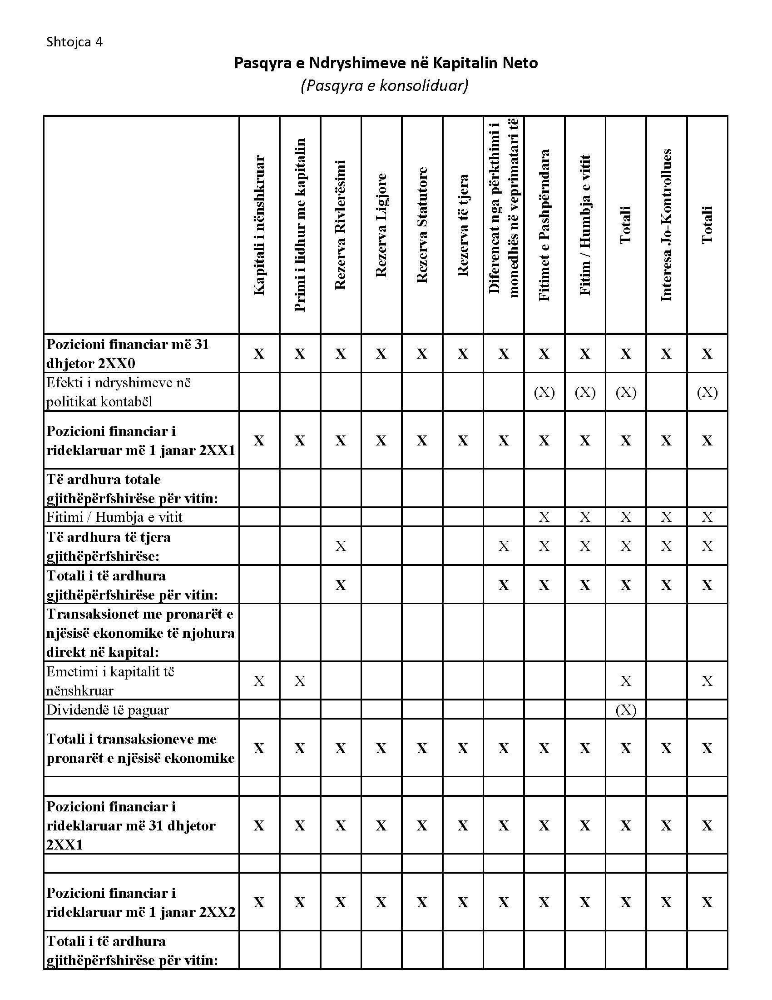 Shtojca 4
Pasqyra e Ndryshimeve në Kapitalin Neto
(Pasqyra e konsoliduar)
Kapitali i nënshkruar
Primi i lidhur me kapitalin
Rezerva Rivlerësimi
Rezerva Ligjore
Rezerva Statutore
Rezerva të tjera
Diferencat nga përkthimi i
monedhës në veprimatari të
Fitimet e Pashpërndara
Fitim / Humbja e vitit
Totali
Interesa Jo-Kontrollues
Totali
Pozicioni financiar më 31
dhjetor 2XX0
X X X X X X X X X X X X
Efekti i ndryshimeve në
politikat kontabël
(X) (X) (X) (X)
Pozicioni financiar i
rideklaruar më 1 janar 2XX1
X X X X X X X X X X X X
Të ardhura totale
gjithëpërfshirëse për vitin:
Fitimi / Humbja e vitit X X X X X
Të ardhura të tjera
gjithëpërfshirëse:
X X X X X X X
Totali i të ardhura
gjithëpërfshirëse për vitin:
X X X X X X X
Transaksionet me pronarët e
njësisë ekonomike të njohura
direkt në kapital:
Emetimi i kapitalit të
nënshkruar
X X X X
Dividendë të paguar (X)
Totali i transaksioneve me
pronarët e njësisë ekonomike
X X X X X X X X X X X X
Pozicioni financiar i
rideklaruar më 31 dhjetor
2XX1
X X X X X X X X X X X X
Pozicioni financiar i
rideklaruar më 1 janar 2XX2
X X X X X X X X X X X X
Totali i të ardhura
gjithëpërfshirëse për vitin: